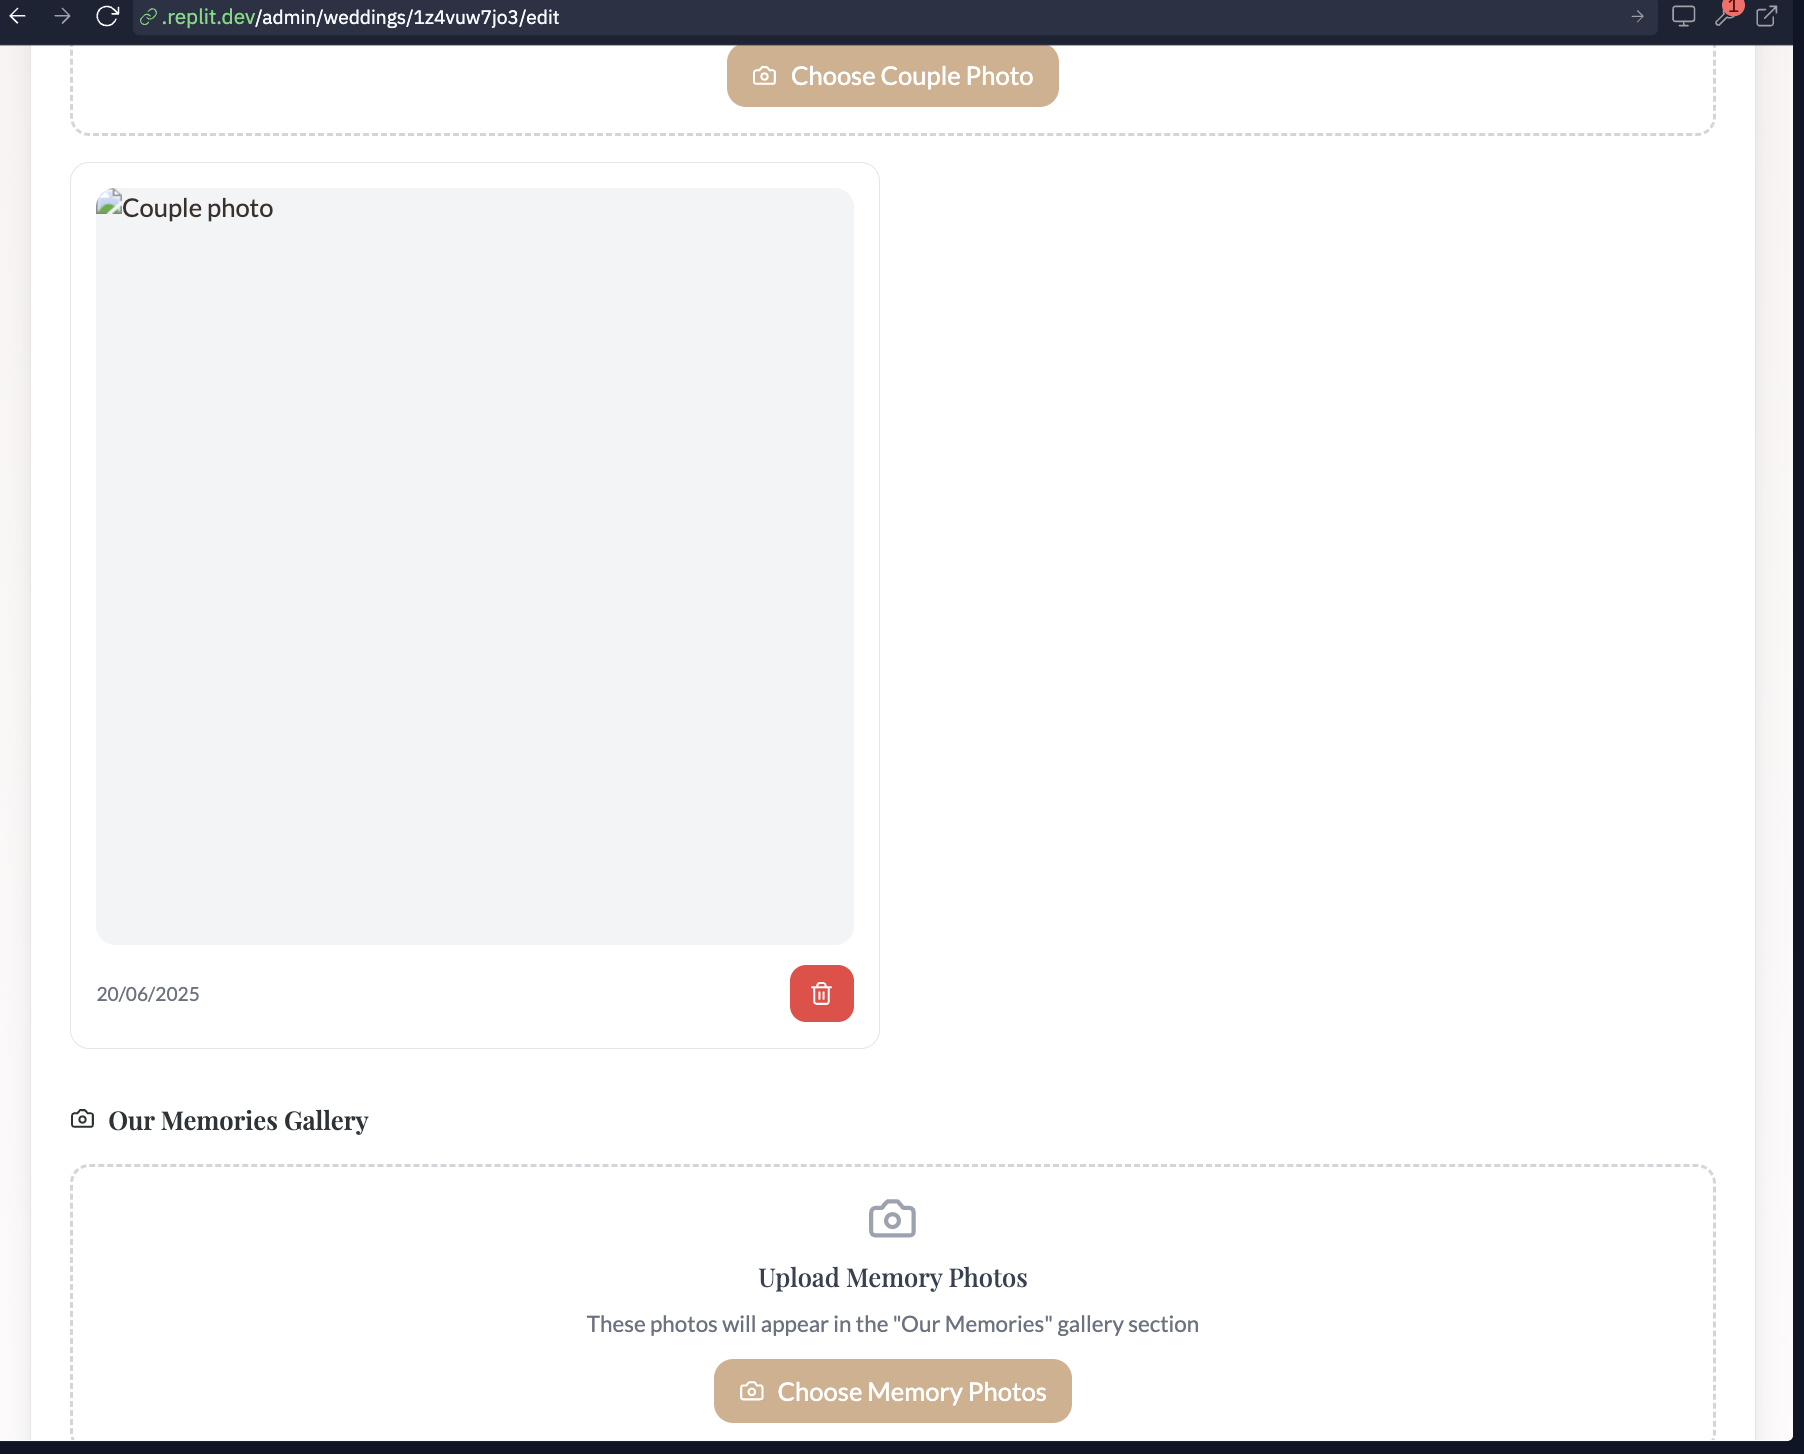 .replit.dev/admin/weddings/1z4vuw7jo3/edit
1
Choose Couple Photo
Couple photo
20/06/2025
Our Memories Gallery
Upload Memory Photos
These photos will appear in the "Our Memories" gallery section
Choose Memory Photos